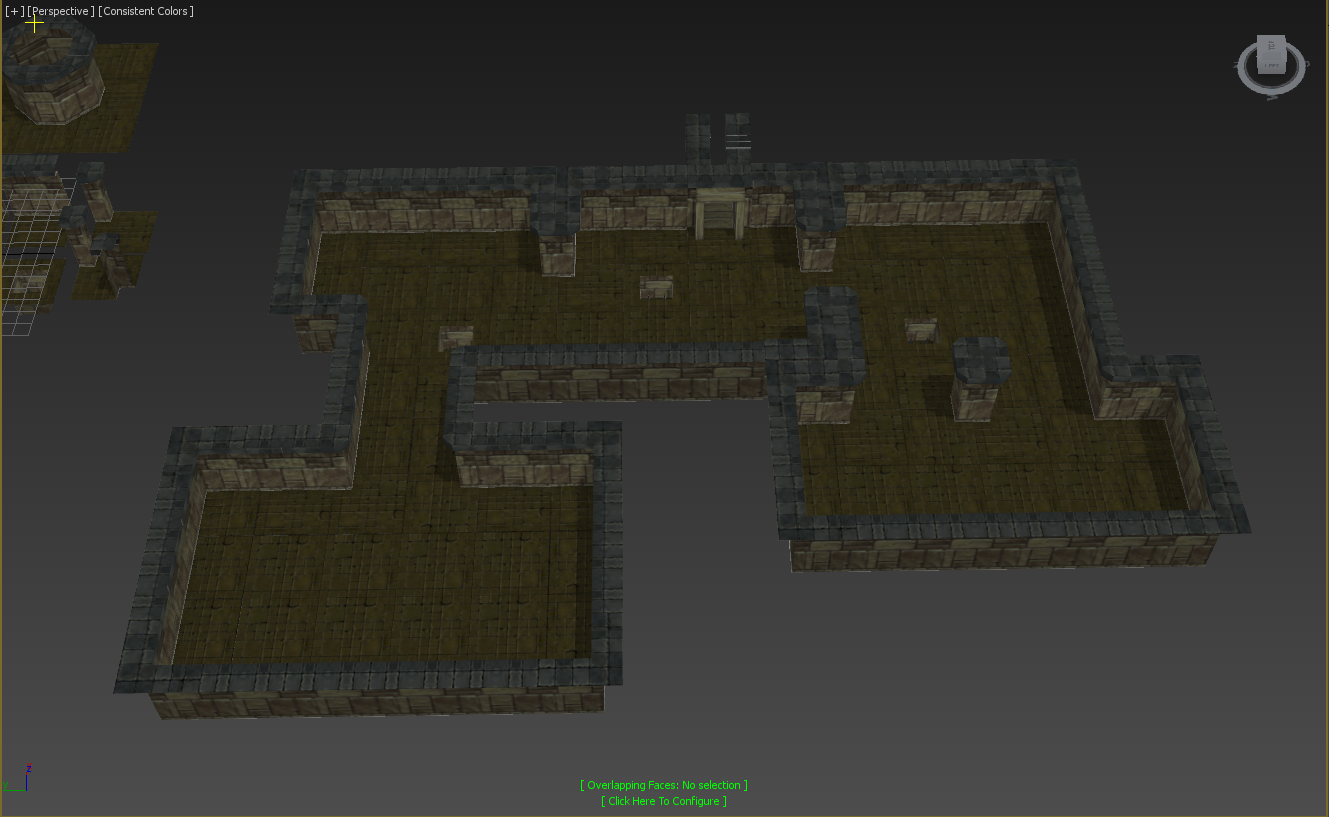 [+] [Perspective ] [Consistent Colors ]
z
[ Overlapping Faces: No selection ]
[ Click Here To Configure ]